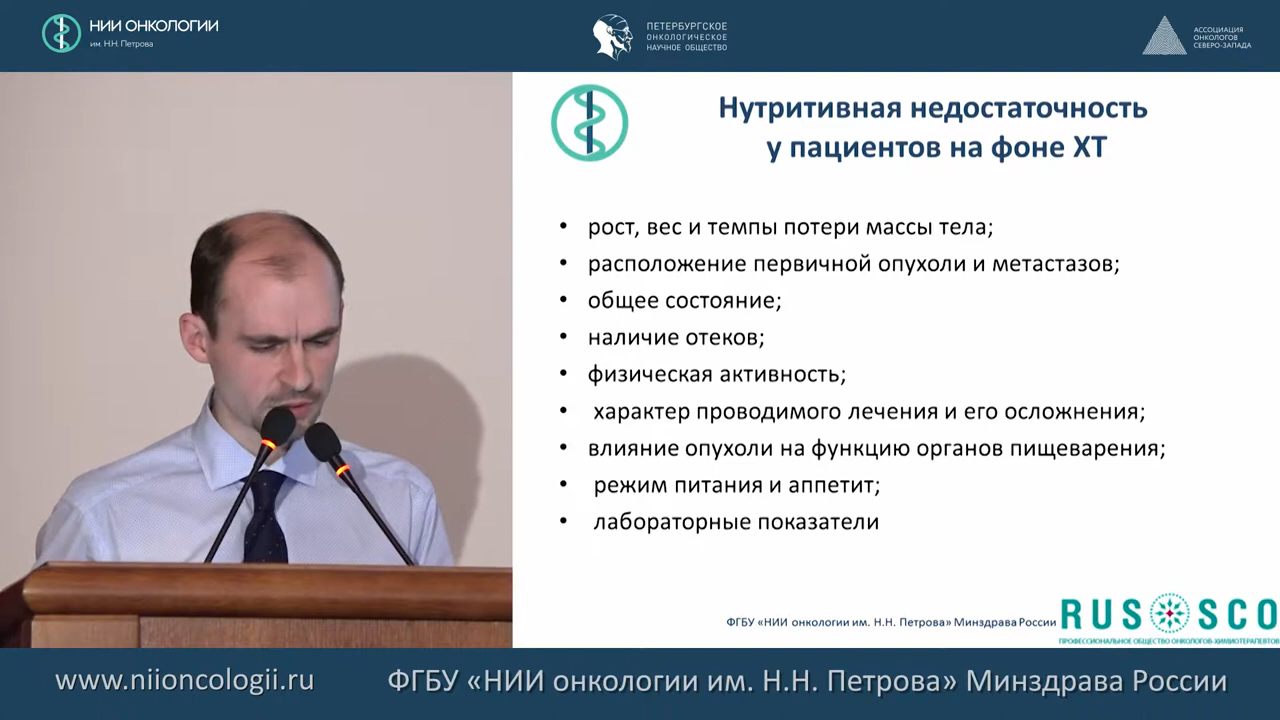 НИИ ОНКОЛОГИИ
им. Н.Н. Петрова
ПЕТЕРБУРГСКОЕ
ОНКОЛОГИЧЕСКОЕ
НАУЧНОЕ ОБЩЕСТВО
АССОЦИАЦИЯ
ОНКОЛОГОВ
СЕВЕРО-ЗАПАДА
Нутритивная недостаточность
у пациентов на фоне ХТ
• рост, вес и темпы потери массы тела;
• расположение первичной опухоли и метастазов;
• общее состояние;
• наличие отеков;
• физическая активность;
• характер проводимого лечения и его осложнения;
• влияние опухоли на функцию органов пищеварения;
• режим питания и аппетит;
• лабораторные показатели
ФГБУ «НИИ онкологии им. Н.Н. Петрова» Минздрава России
RUSSCO
ПРОФЕССИОНАЛЬНОЕ ОБЩЕСТВО ОНКОЛОГОВ-ХИМИОТЕРАПЕВТОВ
www.niioncologii.ru
ФГБУ «НИИ онкологии им. Н.Н. Петрова» Минздрава России